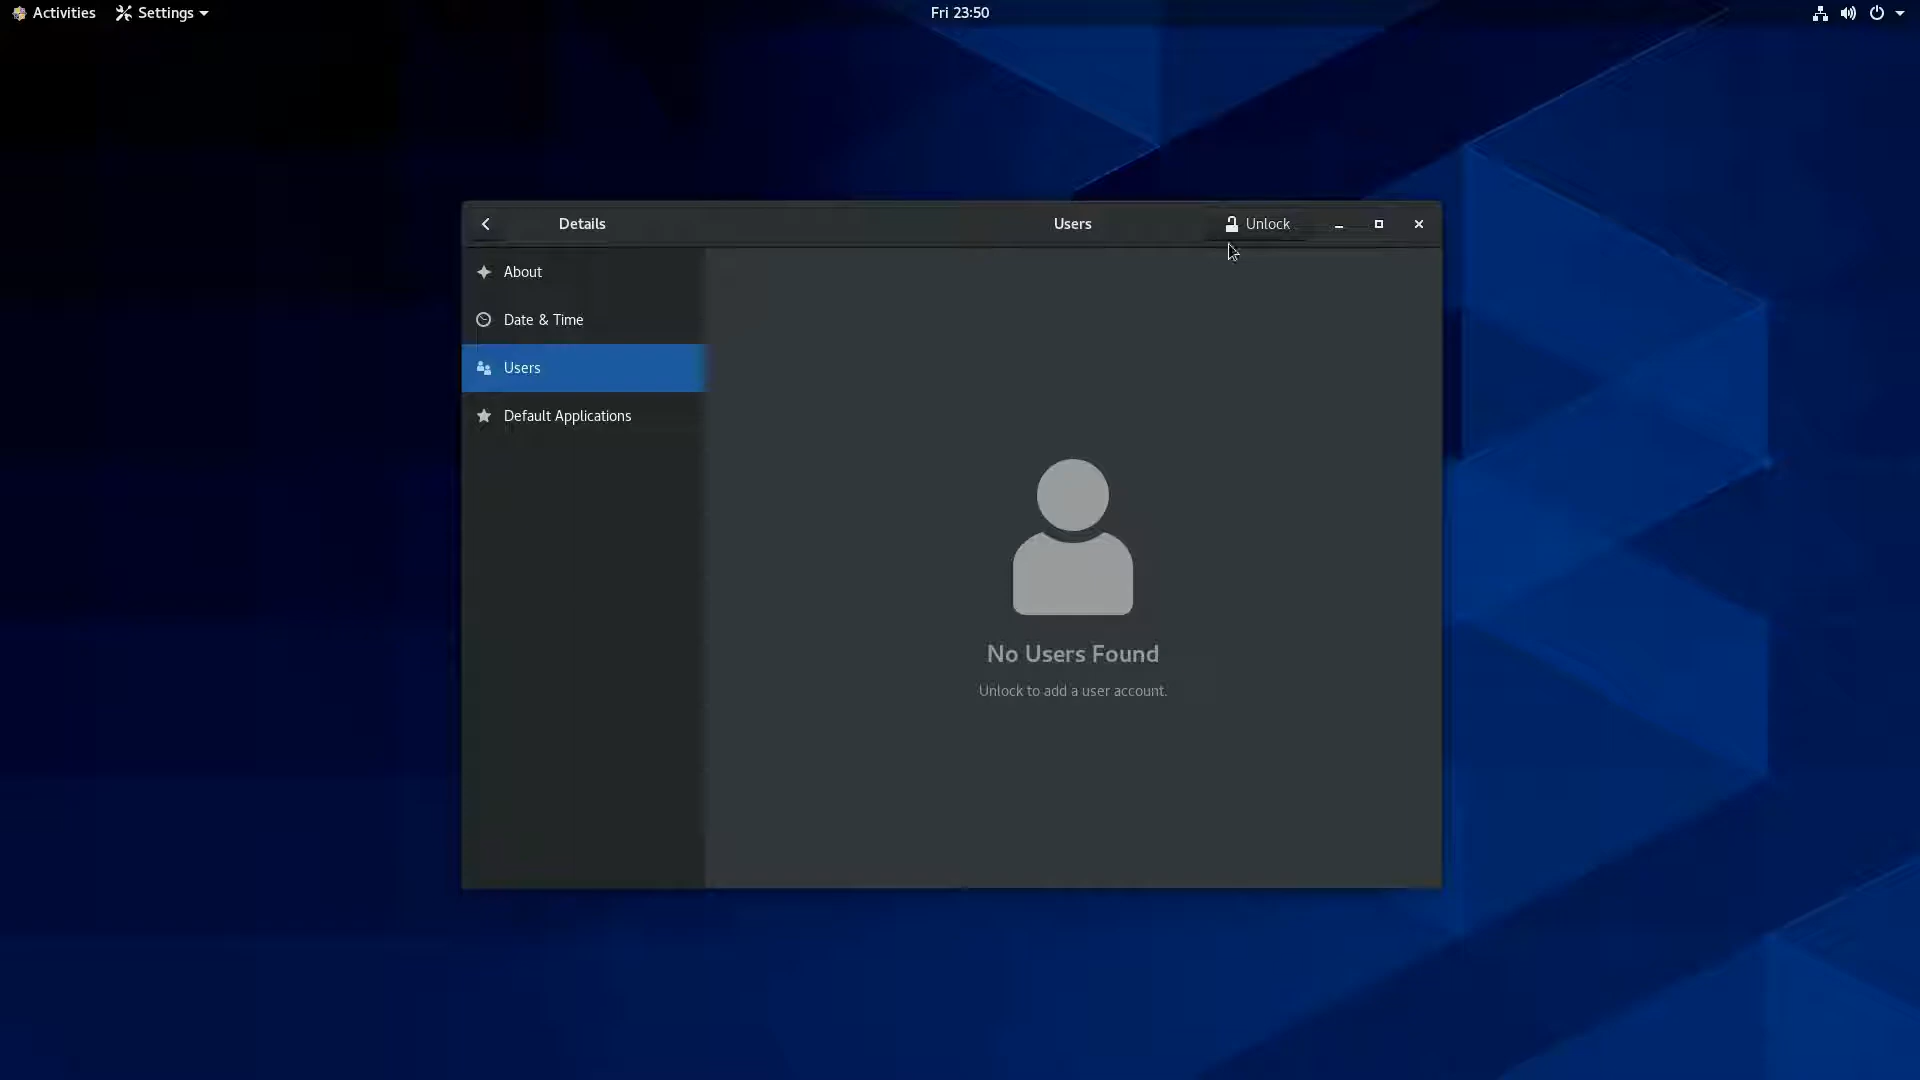 Activities
Settings
Fri 23:50
Details
Users
Unlock
About
Date & Time
Users
Default Applications
No Users Found
Unlock to add a user account.